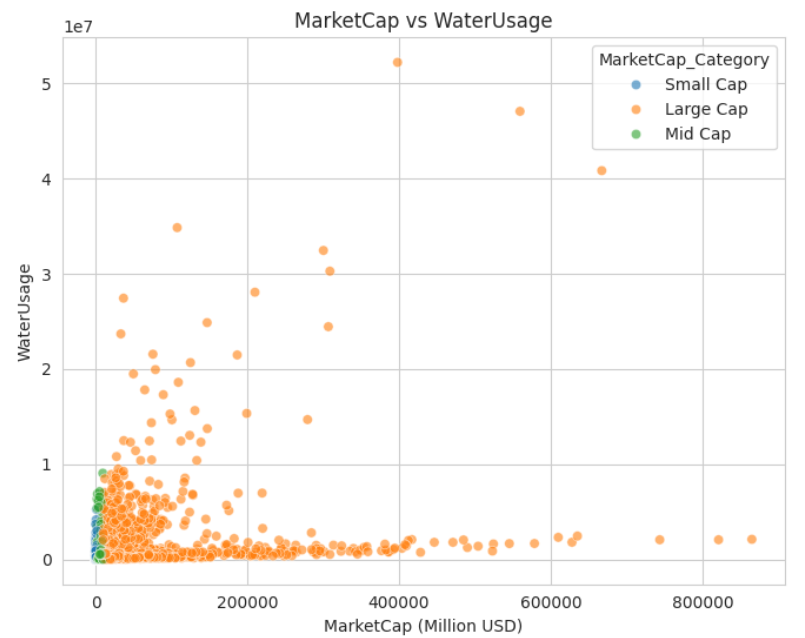 MarketCap vs WaterUsage
1e7
MarketCap_Category
Small Cap
Large Cap
Mid Cap
5
4
3
2
1
0
WaterUsage
0 200000 400000 600000 800000
MarketCap (Million USD)